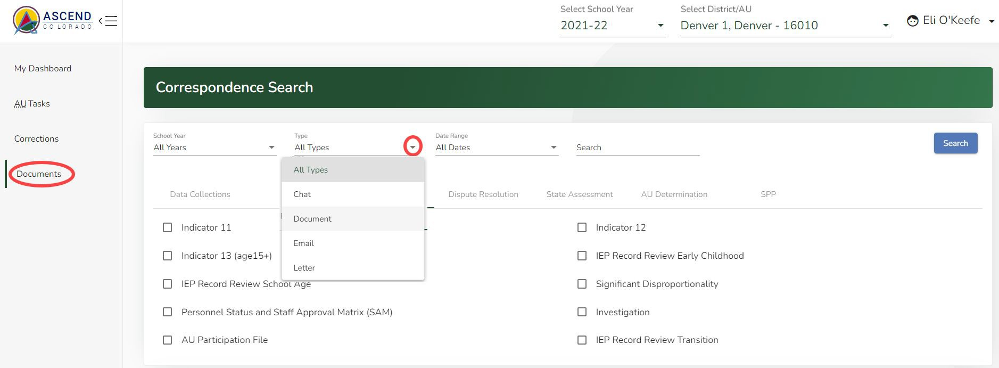 ASCEND
COLORADO
Select School Year
2021-22
Select District/AU
Denver 1, Denver - 16010
Eli O'Keefe
My Dashboard
AU Tasks
Corrections
Documents
Correspondence Search
School Year
All Years
Type
All Types
Date Range
All Dates
Search
Search
All Types
Chat
Document
Email
Letter
Data Collections
Dispute Resolution
State Assessment
AU Determination
SPP
Indicator 11
Indicator 12
Indicator 13 (age15+)
IEP Record Review Early Childhood
IEP Record Review School Age
Significant Disproportionality
Personnel Status and Staff Approval Matrix (SAM)
Investigation
AU Participation File
IEP Record Review Transition